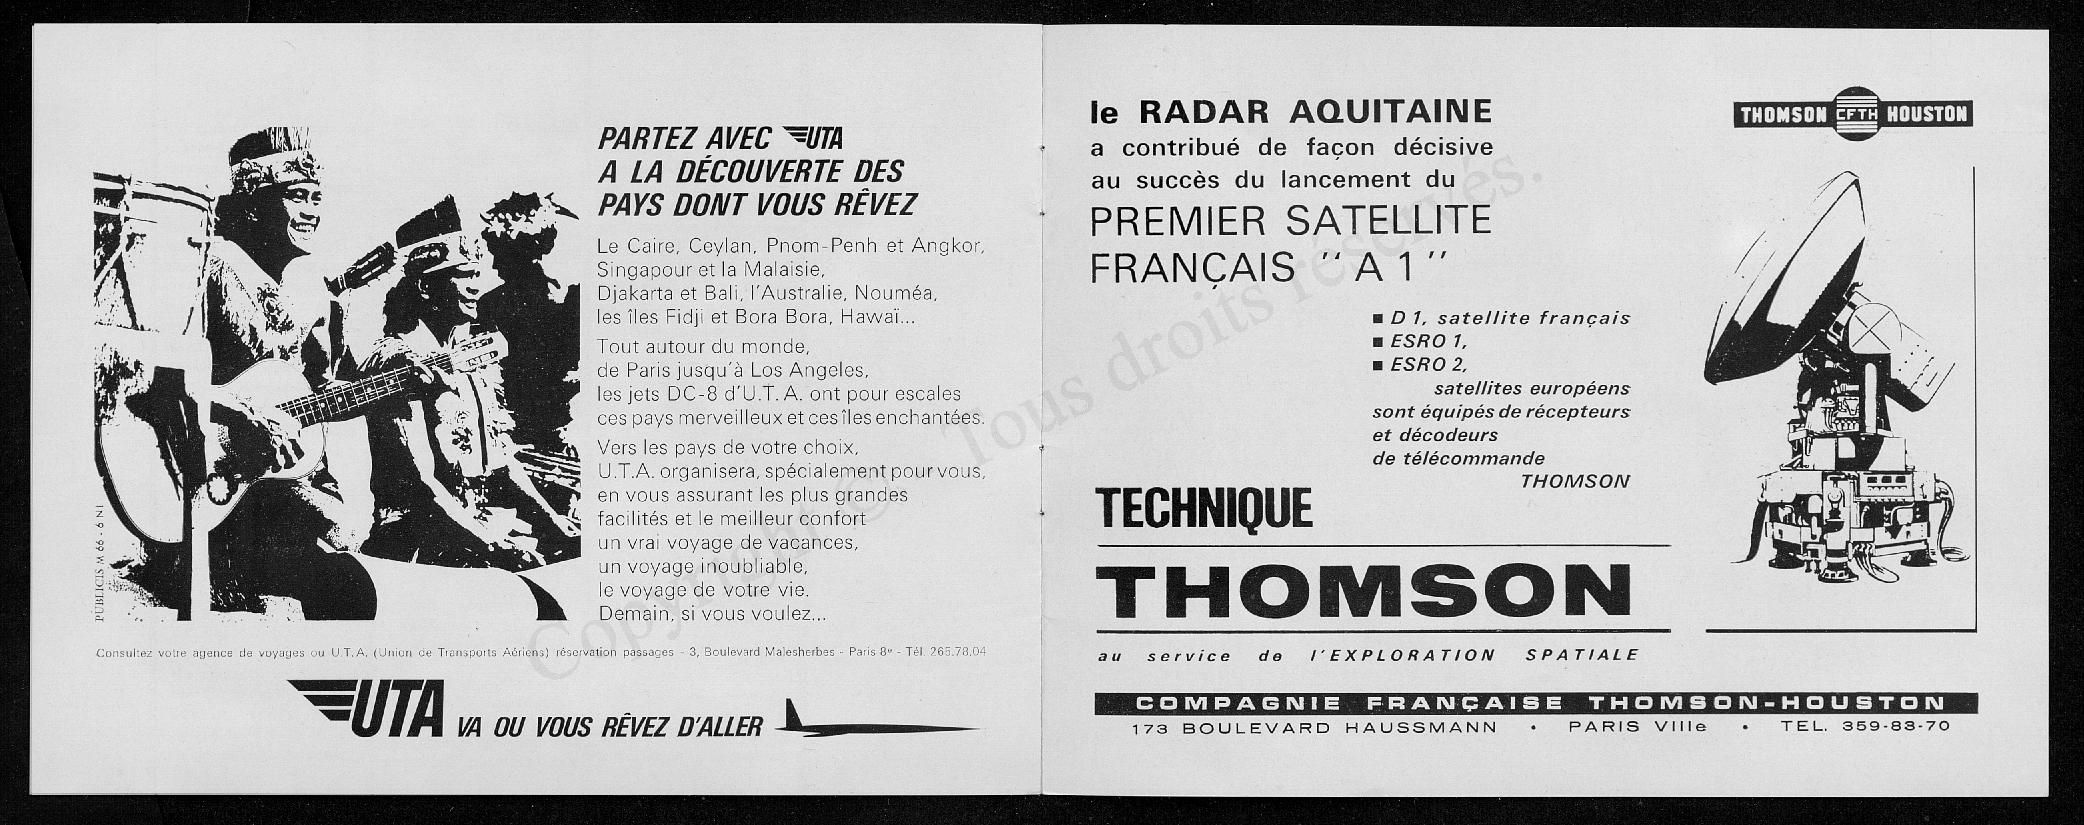 PARTEZ AVEC UTA
A LA DÉCOUVERTE DES
PAYS DONT VOUS RÊVEZ
Le Caire, Ceylan, Pnom-Penh et Angkor,
Singapour et la Malaisie,
Djakarta et Bali, l'Australie, Nouméa,
les îles Fidji et Bora Bora, Hawaï...
Tout autour du monde,
de Paris jusqu'à Los Angeles,
les jets DC-8 d'U.T.A. ont pour escales
ces pays merveilleux et ces îles enchantées.
Vers les pays de votre choix,
U.T.A. organisera, spécialement pour vous,
en vous assurant les plus grandes
facilités et le meilleur confort
un vrai voyage de vacances,
un voyage inoubliable,
le voyage de votre vie.
Demain, si vous voulez...
PUBLICIS M 66 - 6 N1
Consultez votre agence de voyages ou U.T.A. (Union de Transports Aériens) réservation passages - 3, Boulevard Malesherbes - Paris 8e - Tél. 265.78.04
UTA VA OU VOUS RÊVEZ D'ALLER
le RADAR AQUITAINE
a contribué de façon décisive
au succès du lancement du
PREMIER SATELLITE
FRANÇAIS "A 1"
THOMSON CFTH HOUSTON
■ D 1, satellite français
■ ESRO 1,
■ ESRO 2,
satellites européens
sont équipés de récepteurs
et décodeurs
de télécommande
THOMSON
TECHNIQUE
THOMSON
au service de l'EXPLORATION SPATIALE
COMPAGNIE FRANÇAISE THOMSON-HOUSTON
173 BOULEVARD HAUSSMANN • PARIS VIIIe • TEL. 359-83-70
Copyright © Tous droits réservés.